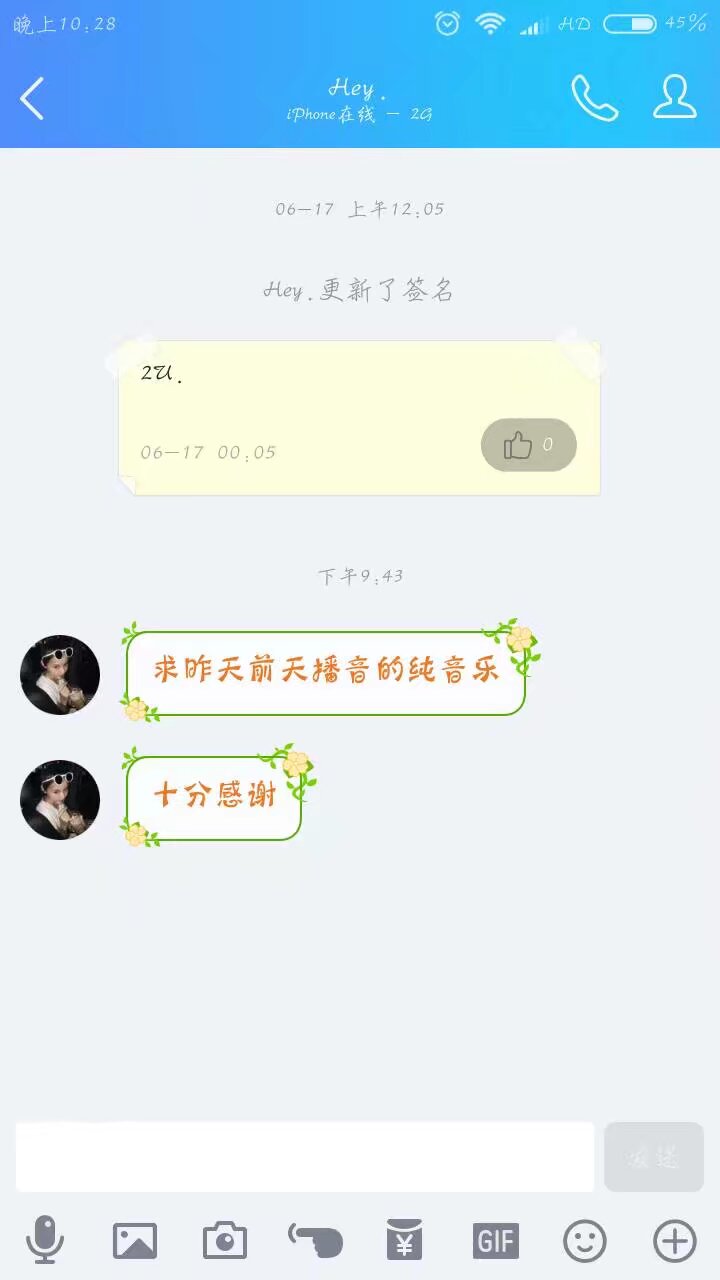 晚上10:28
HD
45%
Hey.
iPhone在线 - 2G
06-17 上午12:05
Hey.更新了签名
2U.
06-17 00:05
0
下午9:43
求昨天前天播音的纯音乐
十分感谢
发送
¥
GIF